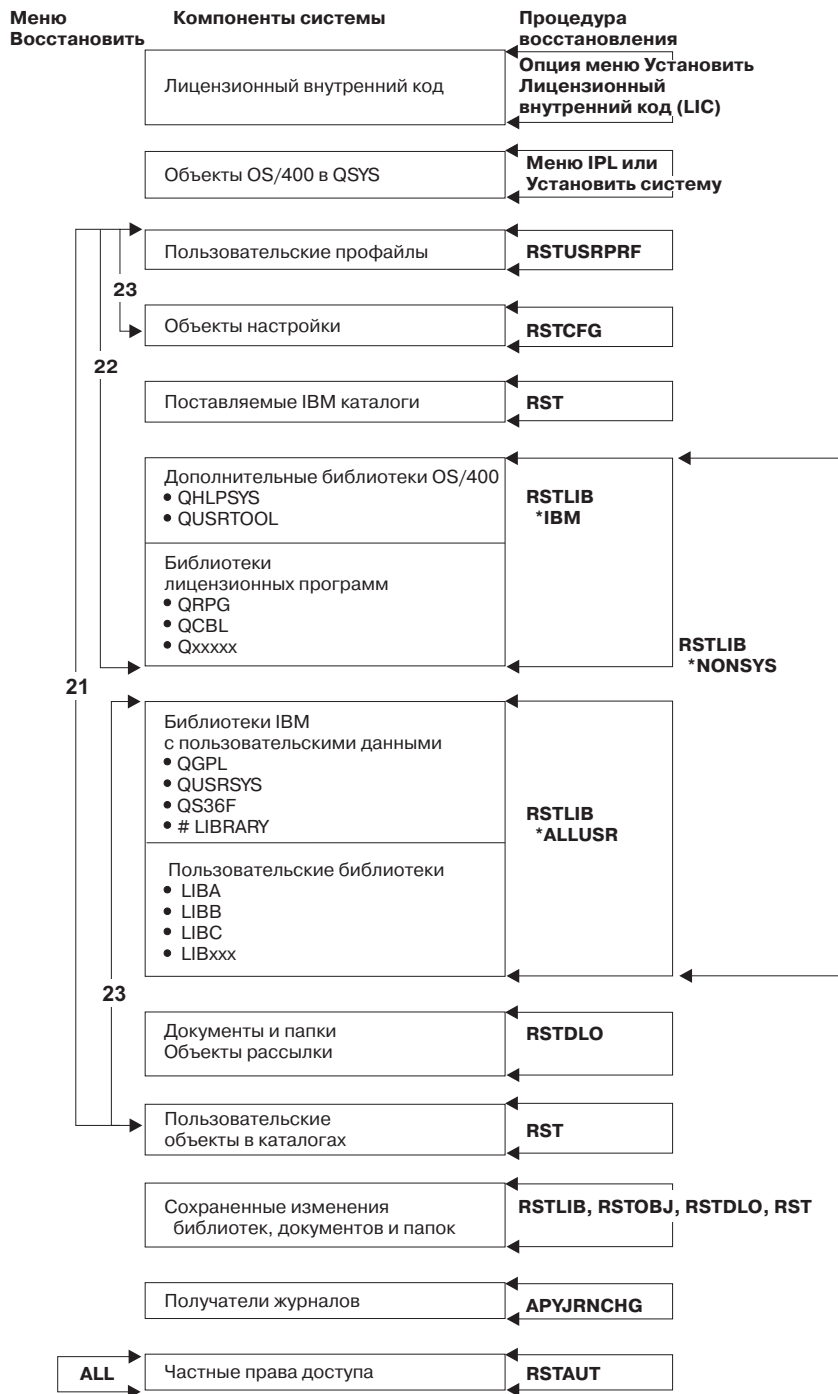 Меню
Восстановить
Компоненты системы
Процедура
восстановления
Лицензионный внутренний код
Опция меню Установить
Лицензионный
внутренний код (LIC)
Объекты OS/400 в QSYS
Меню IPL или
Установить систему
Пользовательские профайлы
RSTUSRPRF
23
Объекты настройки
RSTCFG
22
Поставляемые IBM каталоги
RST
Дополнительные библиотеки OS/400
• QHLPSYS
• QUSRTOOL
RSTLIB
*IBM
Библиотеки
лицензионных программ
• QRPG
• QCBL
• Qxxxxx
RSTLIB
*NONSYS
21
Библиотеки IBM
с пользовательскими данными
• QGPL
• QUSRSYS
• QS36F
• # LIBRARY
RSTLIB
*ALLUSR
Пользовательские библиотеки
• LIBA
• LIBB
• LIBC
• LIBxxx
23
Документы и папки
Объекты рассылки
RSTDLO
Пользовательские
объекты в каталогах
RST
Сохраненные изменения
библиотек, документов и папок
RSTLIB, RSTOBJ, RSTDLO, RST
Получатели журналов
APYJRNCHG
ALL
Частные права доступа
RSTAUT